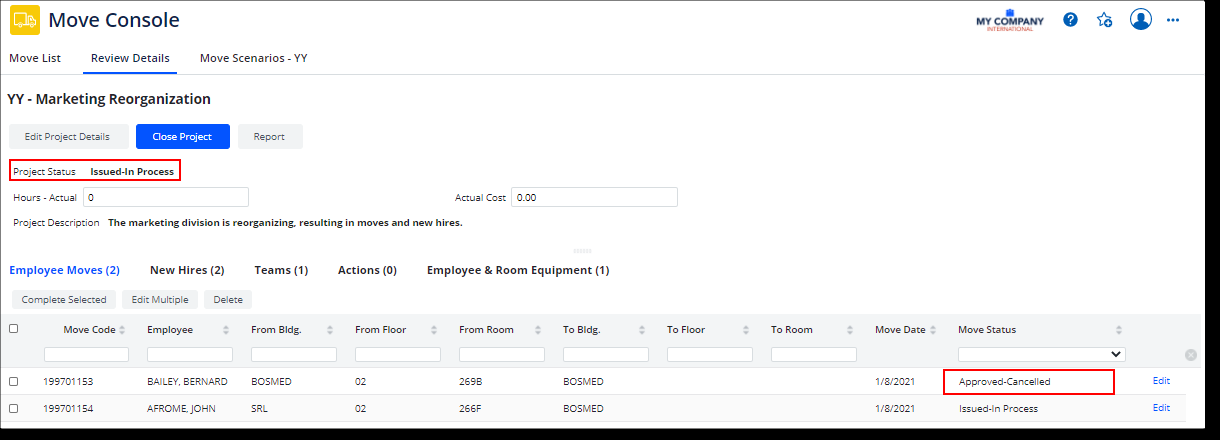 Move Console
MY COMPANY
INTERNATIONAL
?
Move List Review Details Move Scenarios - YY
YY - Marketing Reorganization
Edit Project Details Close Project Report
Project Status Issued-In Process
Hours - Actual 0 Actual Cost 0.00
Project Description The marketing division is reorganizing, resulting in moves and new hires.
Employee Moves (2) New Hires (2) Teams (1) Actions (0) Employee & Room Equipment (1)
Complete Selected Edit Multiple Delete
Move Code Employee From Bldg. From Floor From Room To Bldg. To Floor To Room Move Date Move Status
199701153 BAILEY, BERNARD BOSMED 02 269B BOSMED 1/8/2021 Approved-Cancelled Edit
199701154 AFROME, JOHN SRL 02 266F BOSMED 1/8/2021 Issued-In Process Edit